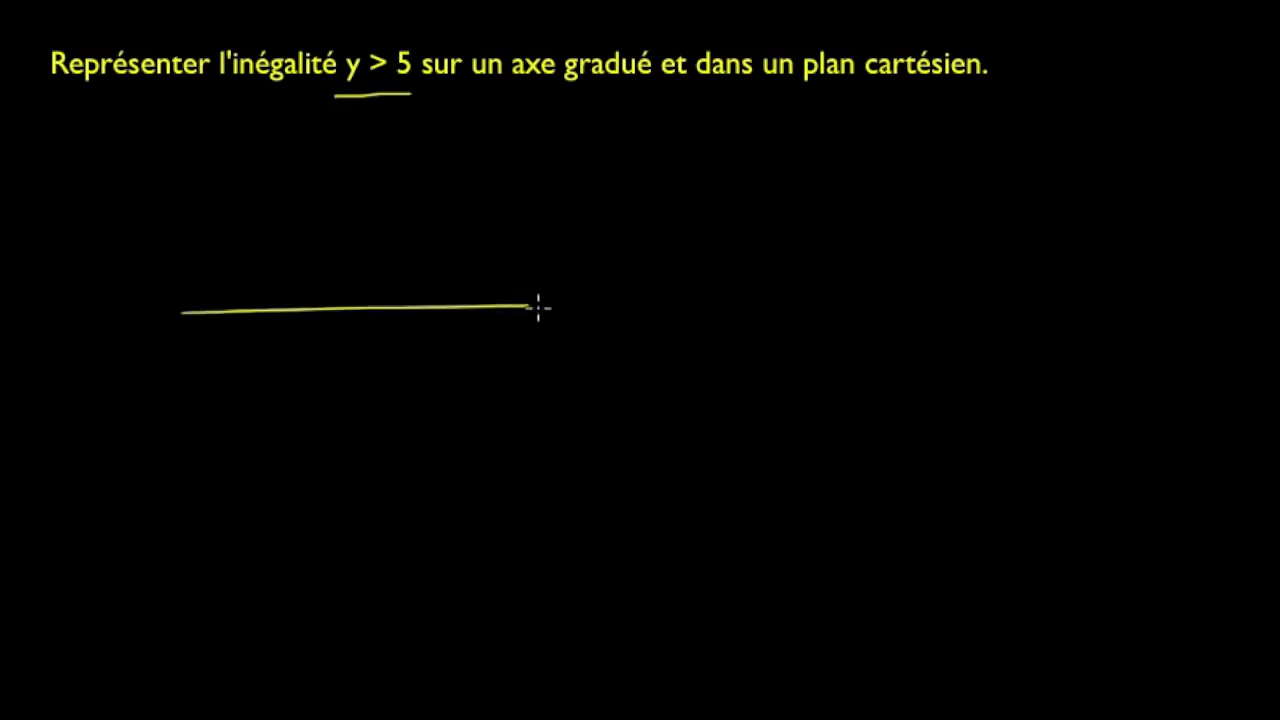 Représenter l'inégalité y > 5 sur un axe gradué et dans un plan cartésien.